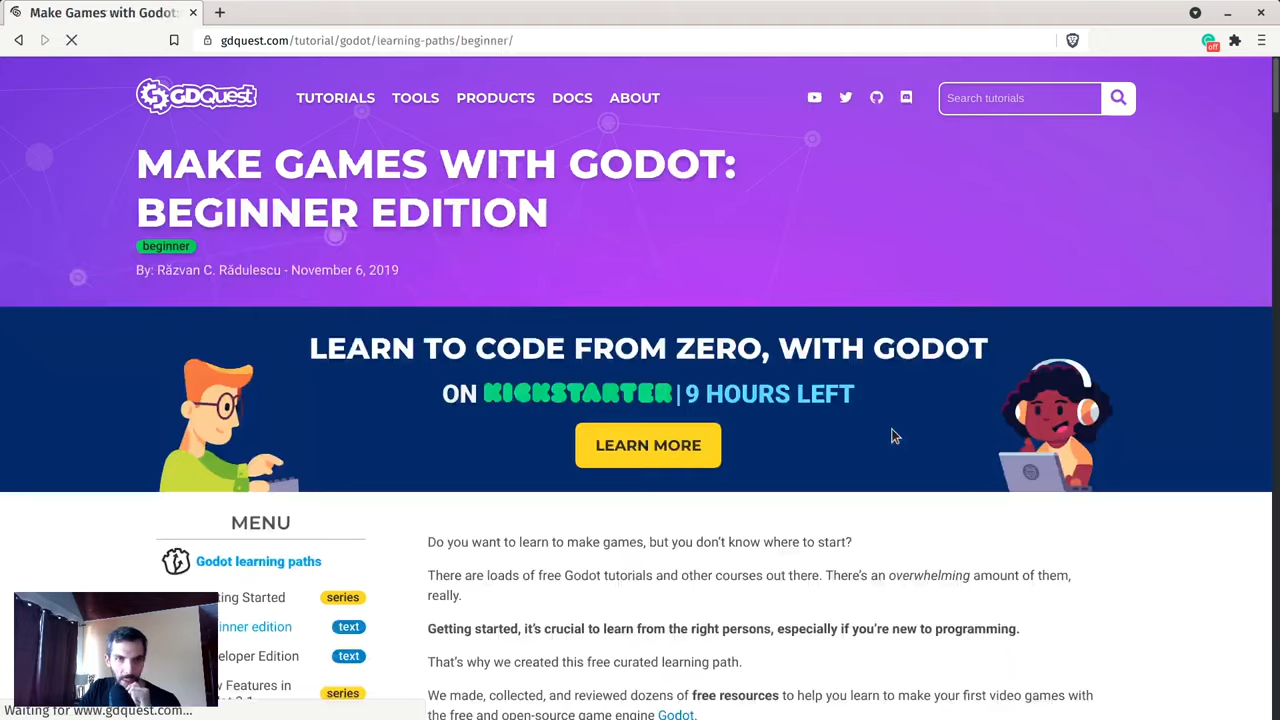 Make Games with Godot:
gdquest.com/tutorial/godot/learning-paths/beginner/
off
GDQuest
TUTORIALS
TOOLS
PRODUCTS
DOCS
ABOUT
Search tutorials
MAKE GAMES WITH GODOT:
BEGINNER EDITION
beginner
By: Răzvan C. Rădulescu - November 6, 2019
LEARN TO CODE FROM ZERO, WITH GODOT
ON KICKSTARTER | 9 HOURS LEFT
LEARN MORE
MENU
Godot learning paths
ting Started series
inner edition text
eloper Edition text
Features in
series
Do you want to learn to make games, but you don't know where to start?
There are loads of free Godot tutorials and other courses out there. There's an overwhelming amount of them,
really.
Getting started, it's crucial to learn from the right persons, especially if you're new to programming.
That's why we created this free curated learning path.
We made, collected, and reviewed dozens of free resources to help you learn to make your first video games with
the free and open-source game engine Godot.
Waiting for www.gdquest.com...